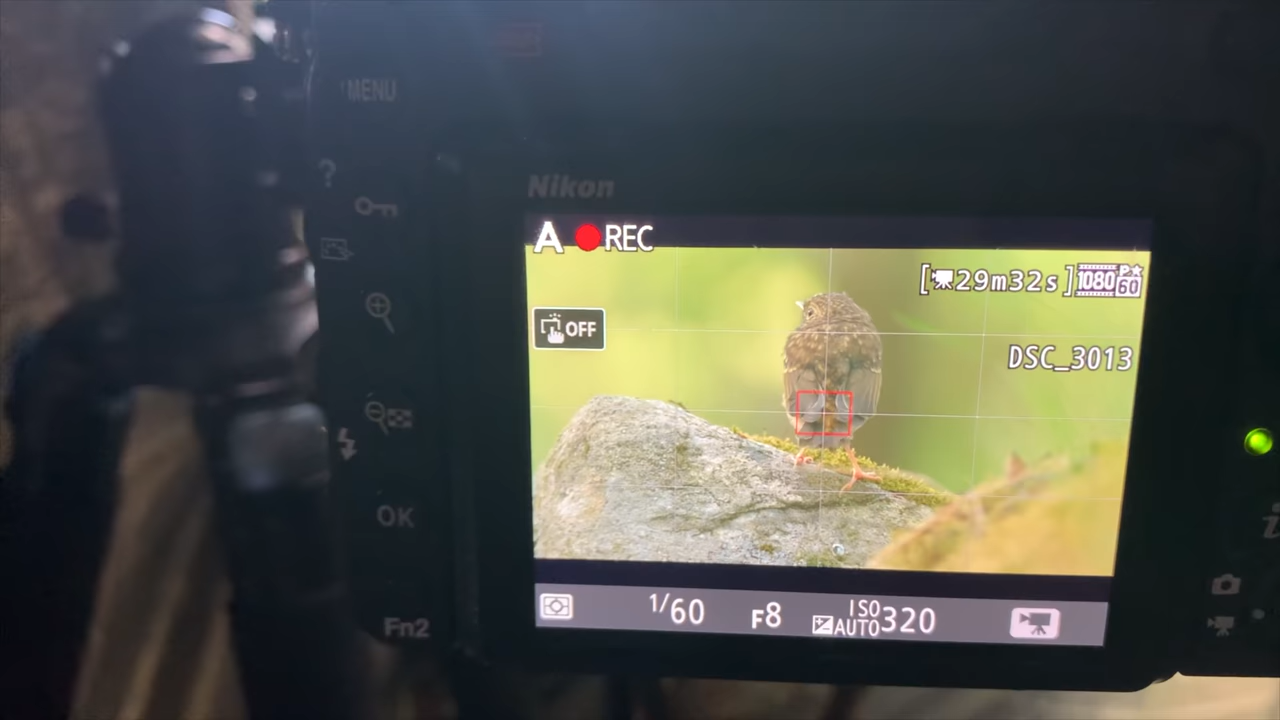 MENU
?
Nikon
A REC
[29m32s] 1080 P★ 60
OFF
DSC_3013
OK
1/60 F8 ISO AUTO 320
Fn2
i